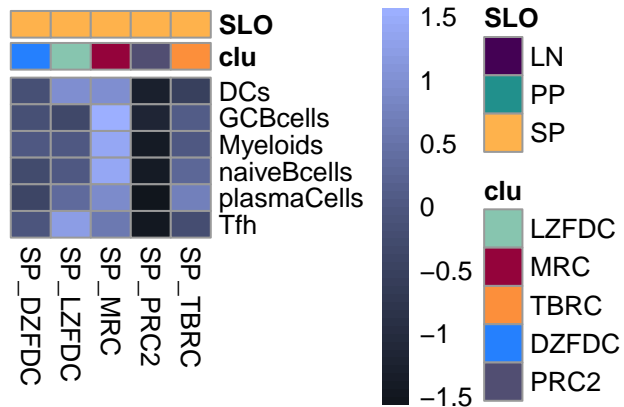 SLO
clu
DCs
GCBcells
Myeloids
naiveBcells
plasmaCells
Tfh
SP_DZFDC
SP_LZFDC
SP_MRC
SP_PRC2
SP_TBRC
1.5
1
0.5
0
−0.5
−1
−1.5
SLO
LN
PP
SP
clu
LZFDC
MRC
TBRC
DZFDC
PRC2